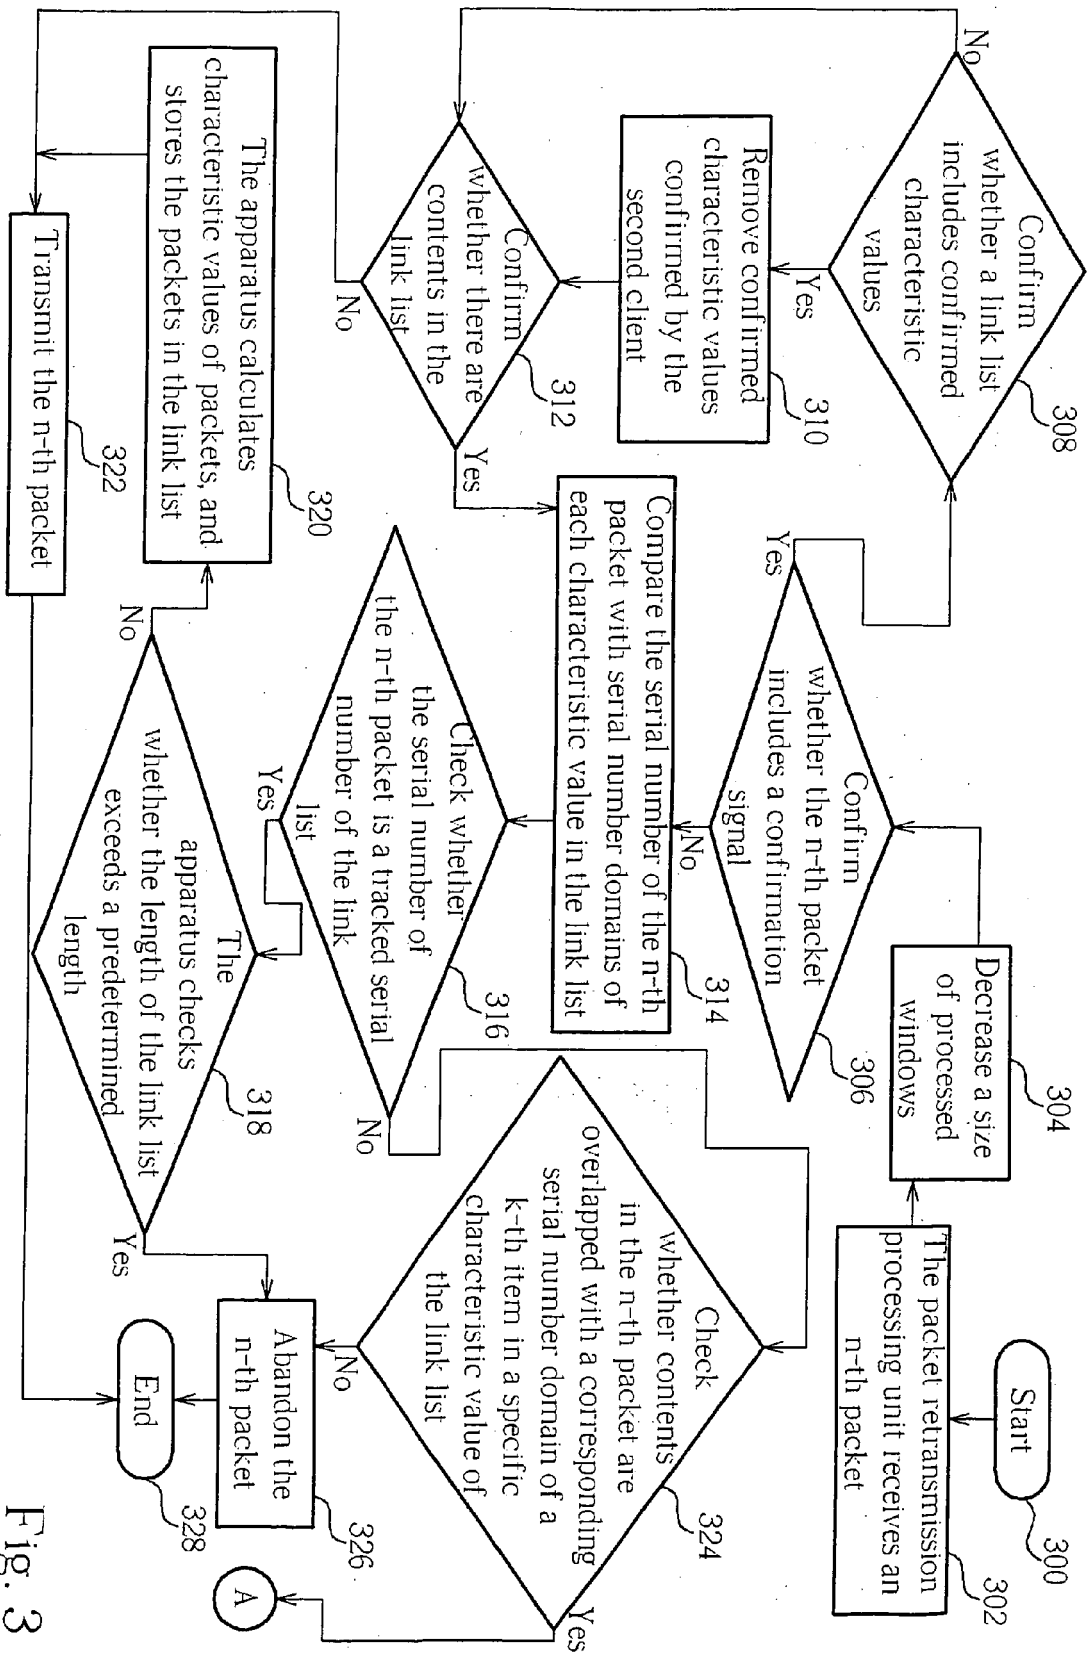 Start
300
The packet retransmission
processing unit receives an
n-th packet
302
Decrease a size
of processed
windows
304
Confirm
whether the n-th packet
includes a confirmation
signal
306
Yes
No
Confirm
whether a link list
includes confirmed
characteristic
values
308
No
Yes
Remove confirmed
characteristic values
confirmed by the
second client
310
Confirm
whether there are
contents in the
link list
312
Yes
No
Compare the serial number of the n-th
packet with serial number domains of
each characteristic value in the link list
314
Check whether
the serial number of
the n-th packet is a tracked serial
number of the link
list
316
Yes
No
The
apparatus checks
whether the length of the link list
exceeds a predetermined
length
318
No
Yes
The apparatus calculates
characteristic values of packets, and
stores the packets in the link list
320
Transmit the n-th packet
322
Check
whether contents
in the n-th packet are
overlapped with a corresponding
serial number domain of a
k-th item in a specific
characteristic value of
the link list
324
No
Yes
Abandon the
n-th packet
326
End
328
A
Fig. 3